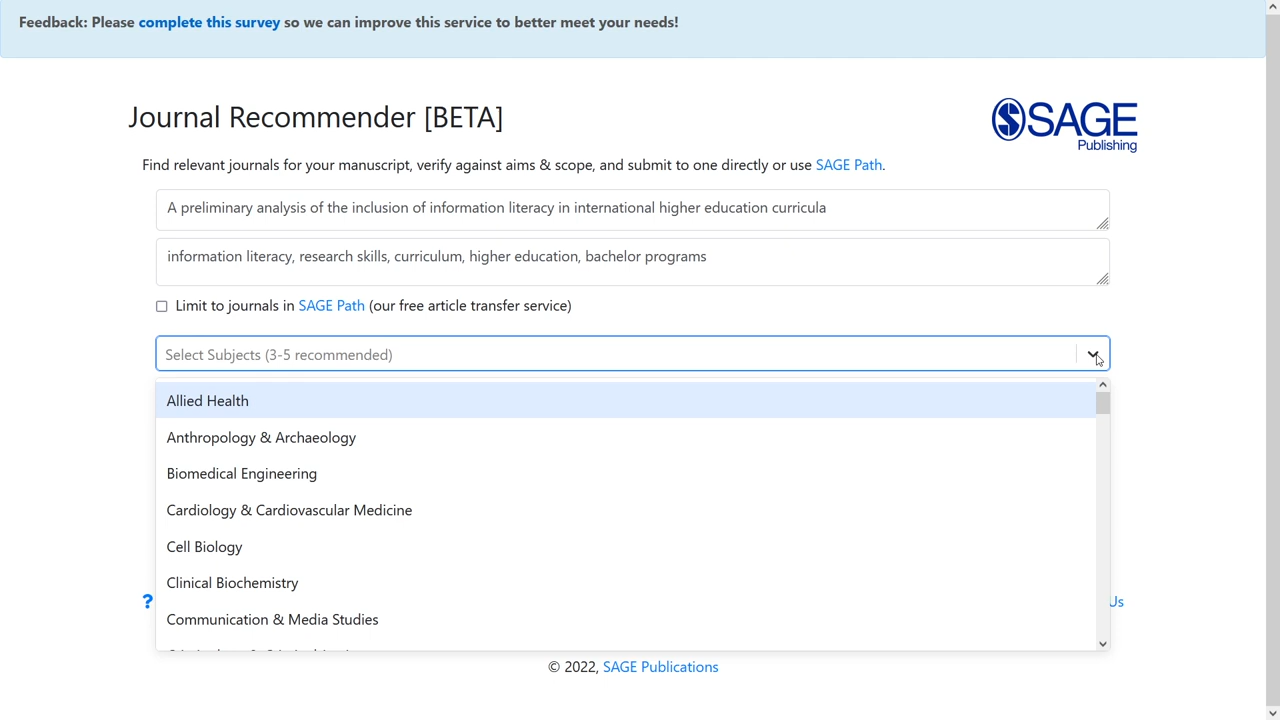 Feedback: Please complete this survey so we can improve this service to better meet your needs!
Journal Recommender [BETA]
SAGE
Publishing
Find relevant journals for your manuscript, verify against aims & scope, and submit to one directly or use SAGE Path.
A preliminary analysis of the inclusion of information literacy in international higher education curricula
information literacy, research skills, curriculum, higher education, bachelor programs
Limit to journals in SAGE Path (our free article transfer service)
Select Subjects (3-5 recommended)
Allied Health
Anthropology & Archaeology
Biomedical Engineering
Cardiology & Cardiovascular Medicine
Cell Biology
Clinical Biochemistry
? Us
Communication & Media Studies
© 2022, SAGE Publications